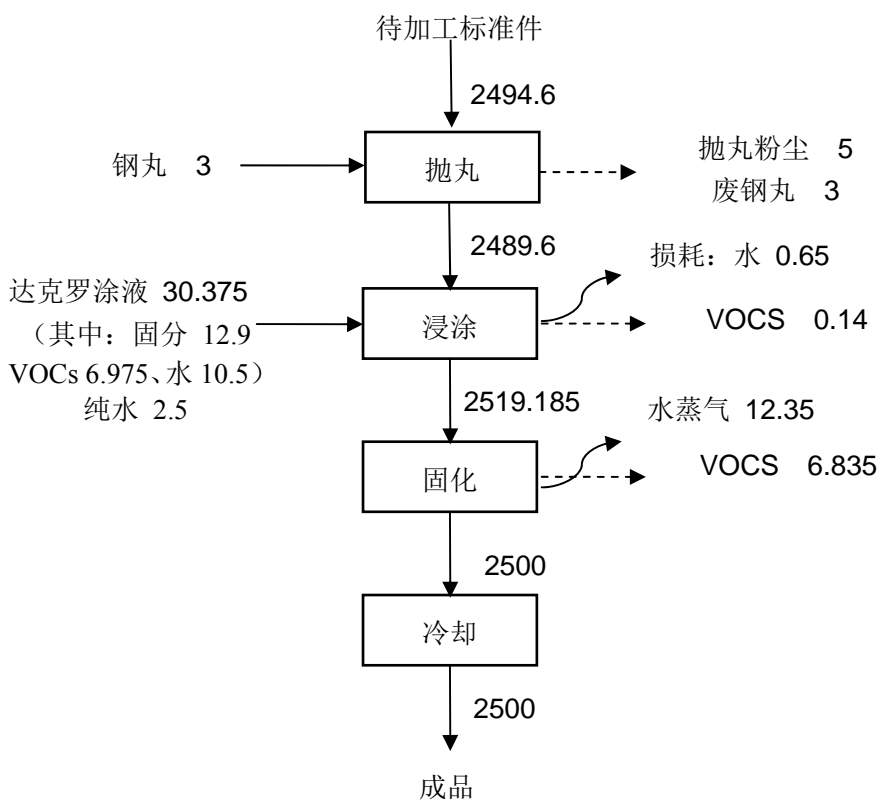 待加工标准件
2494.6
钢丸 3
抛丸
抛丸粉尘 5
废钢丸 3
2489.6
损耗：水 0.65
达克罗涂液 30.375
（其中：固分 12.9
VOCs 6.975、水 10.5）
纯水 2.5
浸涂
VOCS 0.14
2519.185
水蒸气 12.35
固化
VOCS 6.835
2500
冷却
2500
成品